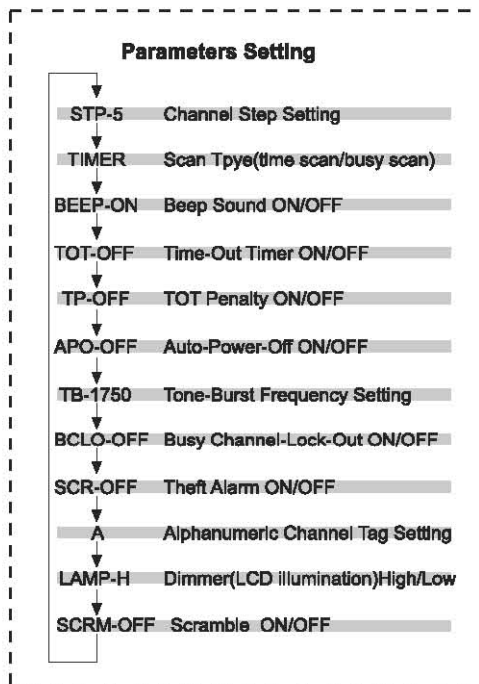 Parameters Setting
STP-5 Channel Step Setting
TIMER Scan Tpye(time scan/busy scan)
BEEP-ON Beep Sound ON/OFF
TOT-OFF Time-Out Timer ON/OFF
TP-OFF TOT Penalty ON/OFF
APO-OFF Auto-Power-Off ON/OFF
TB-1750 Tone-Burst Frequency Setting
BCLO-OFF Busy Channel-Lock-Out ON/OFF
SCR-OFF Theft Alarm ON/OFF
A Alphanumeric Channel Tag Setting
LAMP-H Dimmer(LCD illumination)High/Low
SCRM-OFF Scramble ON/OFF